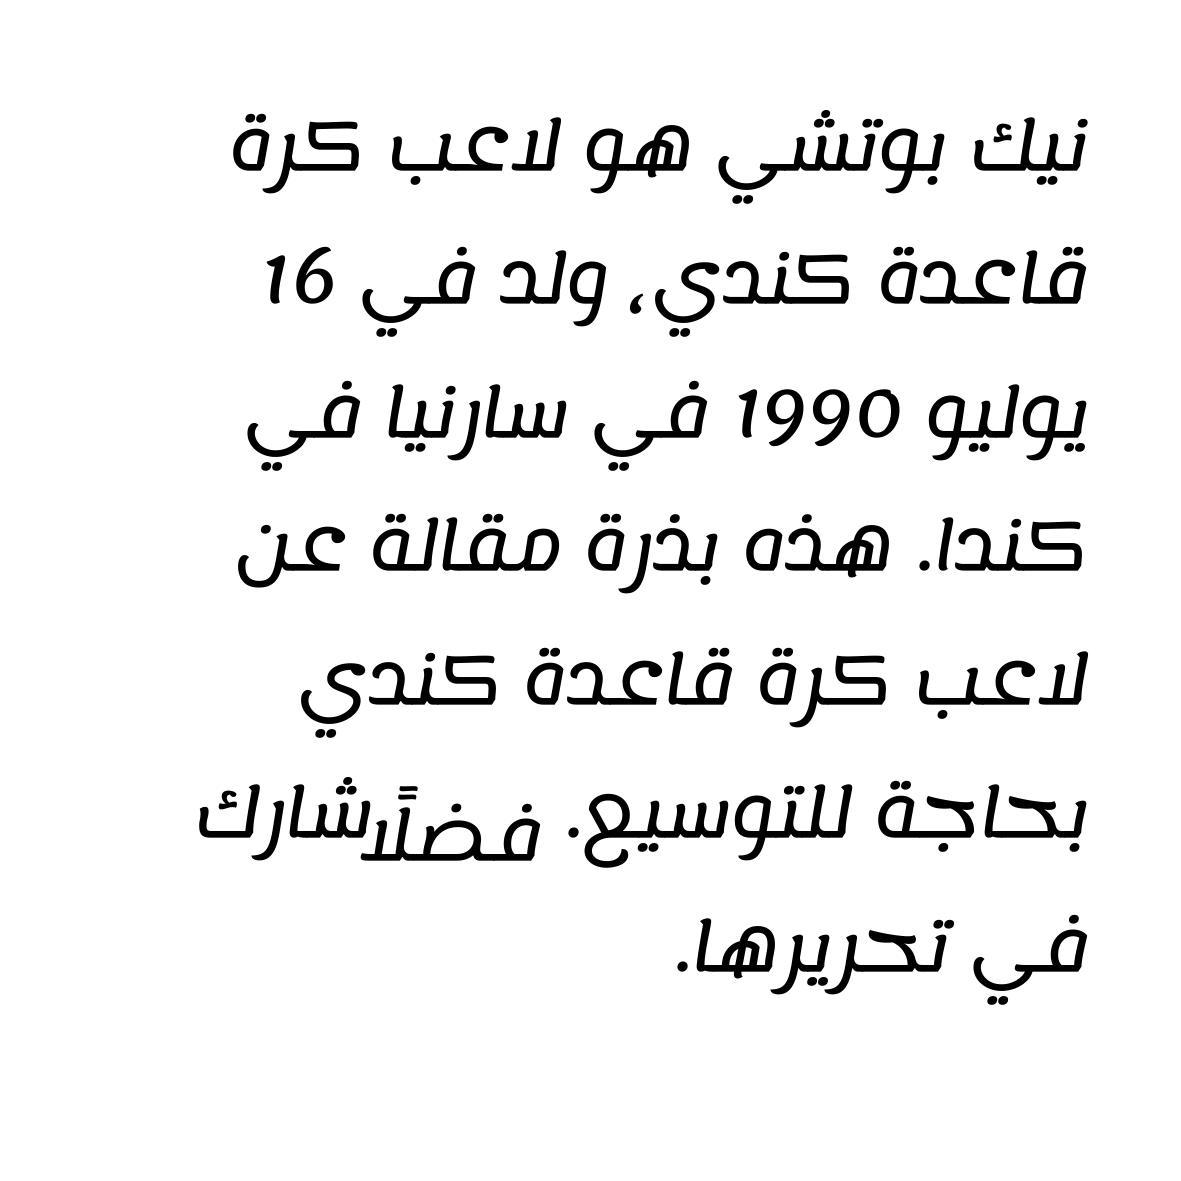 نيك بوتشي هو لاعب كرة
قاعدة كندي، ولد في 16
يوليو 1990 في سارنيا في
كندا. هذه بذرة مقالة عن
لاعب كرة قاعدة كندي
بحاجة للتوسيع. فضلًا شارك
في تحريرها.